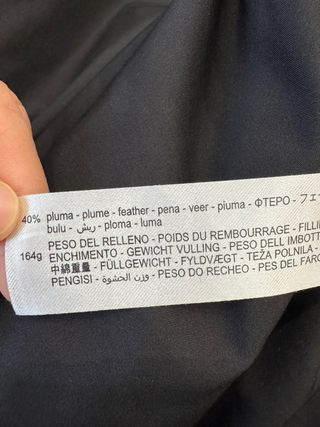 40% pluma - plume - feather - pena - veer - piuma - ΦΤΕΡΟ - フェ
bulu - ريش - ploma - luma
PESO DEL RELLENO - POIDS DU REMBOURRAGE - FILLI
164g ENCHIMENTO - GEWICHT VULLING - PESO DELL IMBOTT
中綿重量 - FÜLLGEWICHT - FYLDVÆGT - TEŽA POLNILA -
PENGISI - وزن الحشوة - PESO DO RECHEO - PES DEL FARC